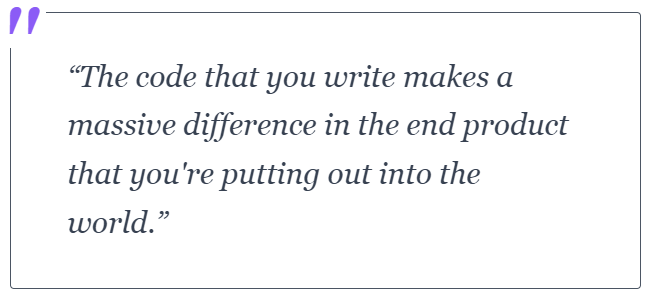 "
“The code that you write makes a
massive difference in the end product
that you're putting out into the
world.”